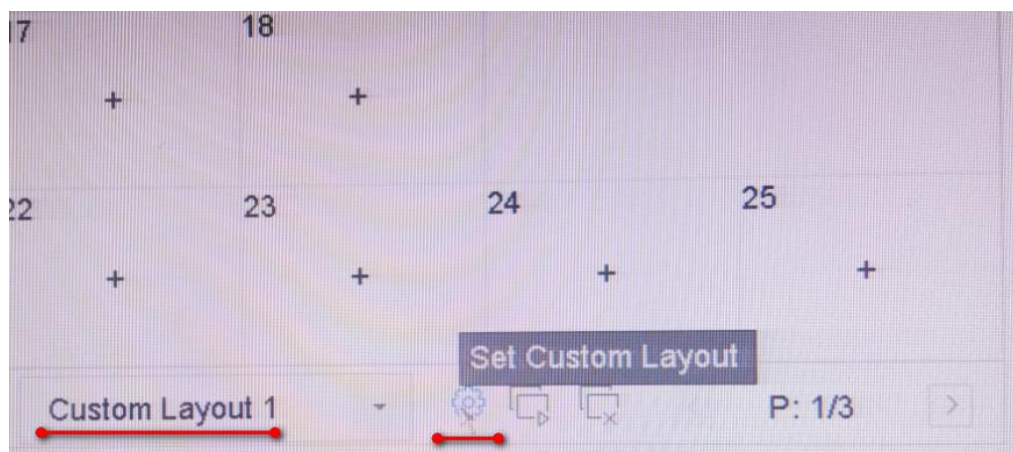 17 18
+ +
22 23 24 25
+ + + +
Set Custom Layout
Custom Layout 1 P: 1/3 >